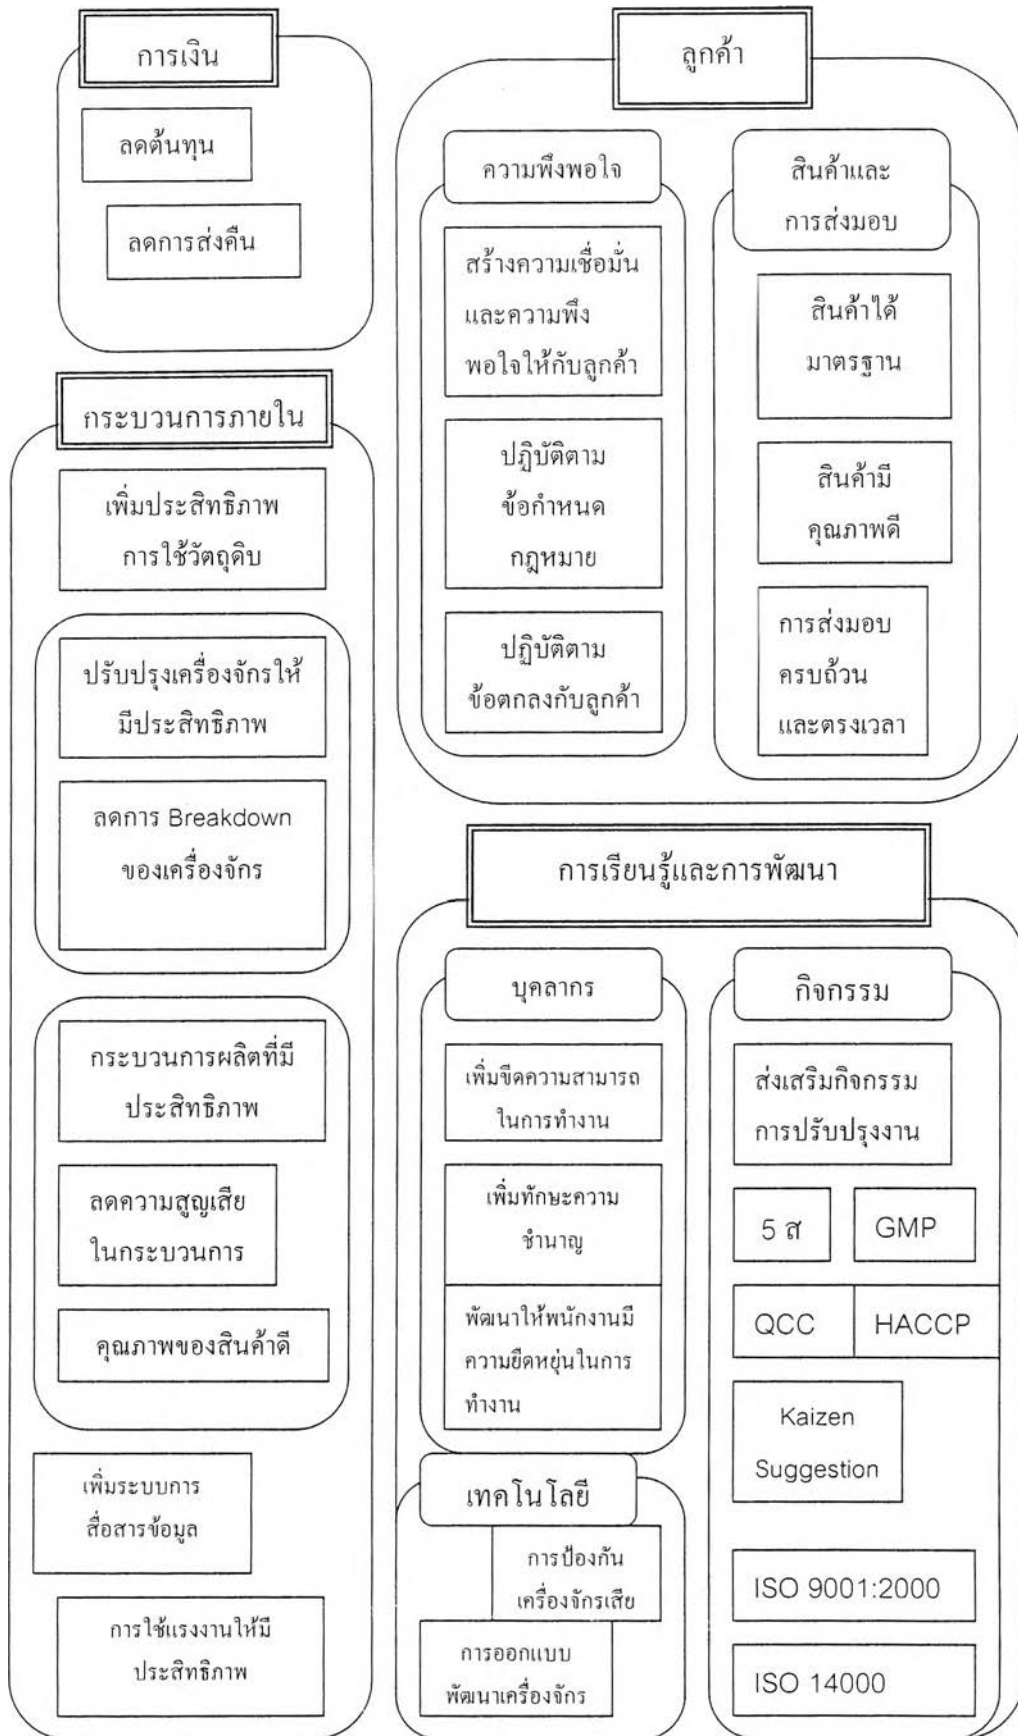 การเงิน
ลดต้นทุน
ลดการส่งคืน
กระบวนการภายใน
เพิ่มประสิทธิภาพ
การใช้วัตถุดิบ
ปรับปรุงเครื่องจักรให้
มีประสิทธิภาพ
ลดการ Breakdown
ของเครื่องจักร
กระบวนการผลิตที่มี
ประสิทธิภาพ
ลดความสูญเสีย
ในกระบวนการ
คุณภาพของสินค้าดี
เพิ่มระบบการ
สื่อสารข้อมูล
การใช้แรงงานให้มี
ประสิทธิภาพ
ลูกค้า
ความพึงพอใจ
สร้างความเชื่อมั่น
และความพึง
พอใจให้กับลูกค้า
ปฏิบัติตาม
ข้อกำหนด
กฎหมาย
ปฏิบัติตาม
ข้อตกลงกับลูกค้า
สินค้าและ
การส่งมอบ
สินค้าได้
มาตรฐาน
สินค้ามี
คุณภาพดี
การส่งมอบ
ครบถ้วน
และตรงเวลา
การเรียนรู้และการพัฒนา
บุคลากร
เพิ่มขีดความสามารถ
ในการทำงาน
เพิ่มทักษะความ
ชำนาญ
พัฒนาให้พนักงานมี
ความยืดหยุ่นในการ
ทำงาน
เทคโนโลยี
การป้องกัน
เครื่องจักรเสีย
การออกแบบ
พัฒนาเครื่องจักร
กิจกรรม
ส่งเสริมกิจกรรม
การปรับปรุงงาน
5 ส
GMP
QCC
HACCP
Kaizen
Suggestion
ISO 9001:2000
ISO 14000